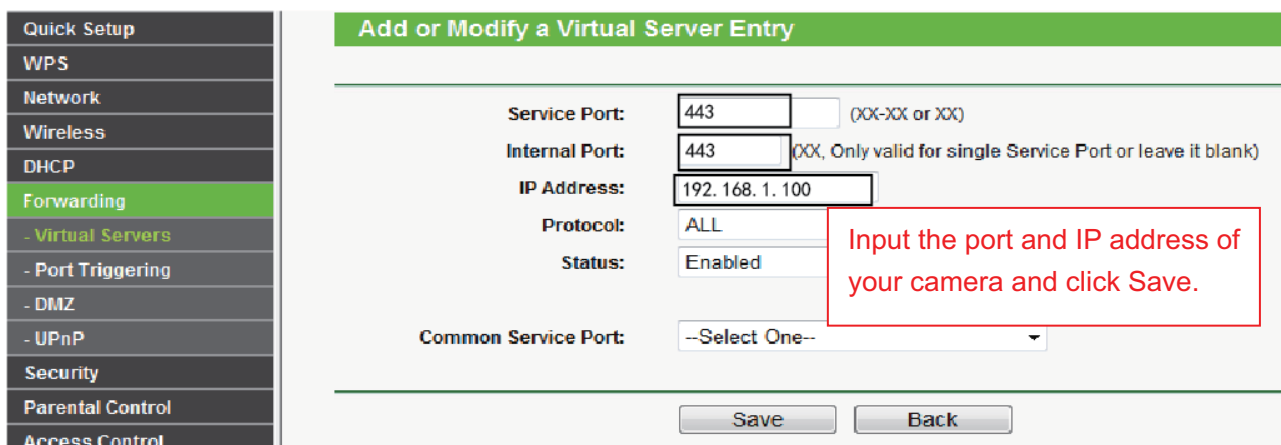 Quick Setup
WPS
Network
Wireless
DHCP
Forwarding
- Virtual Servers
- Port Triggering
- DMZ
- UPnP
Security
Parental Control
Access Control
Add or Modify a Virtual Server Entry
Service Port: 443 (XX-XX or XX)
Internal Port: 443 (XX, Only valid for single Service Port or leave it blank)
IP Address: 192.168.1.100
Protocol: ALL
Status: Enabled
Input the port and IP address of
your camera and click Save.
Common Service Port: --Select One--
Save Back